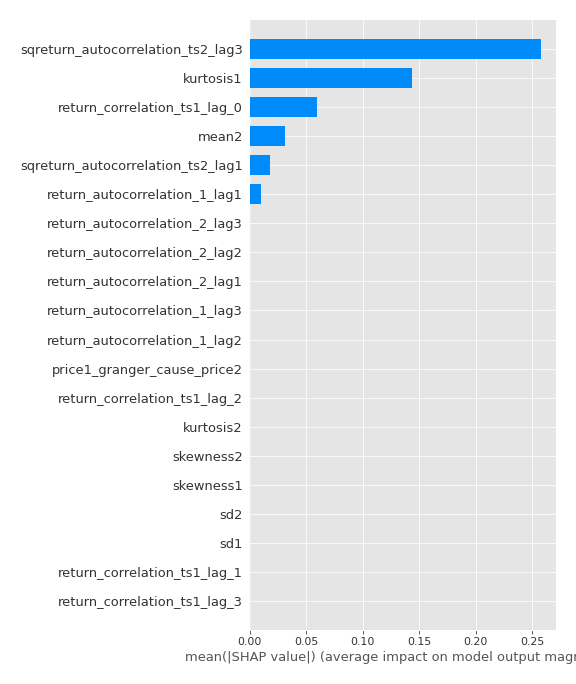 sqreturn_autocorrelation_ts2_lag3
kurtosis1
return_correlation_ts1_lag_0
mean2
sqreturn_autocorrelation_ts2_lag1
return_autocorrelation_1_lag1
return_autocorrelation_2_lag3
return_autocorrelation_2_lag2
return_autocorrelation_2_lag1
return_autocorrelation_1_lag3
return_autocorrelation_1_lag2
price1_granger_cause_price2
return_correlation_ts1_lag_2
kurtosis2
skewness2
skewness1
sd2
sd1
return_correlation_ts1_lag_1
return_correlation_ts1_lag_3
0.00 0.05 0.10 0.15 0.20 0.25
mean(|SHAP value|) (average impact on model output magn